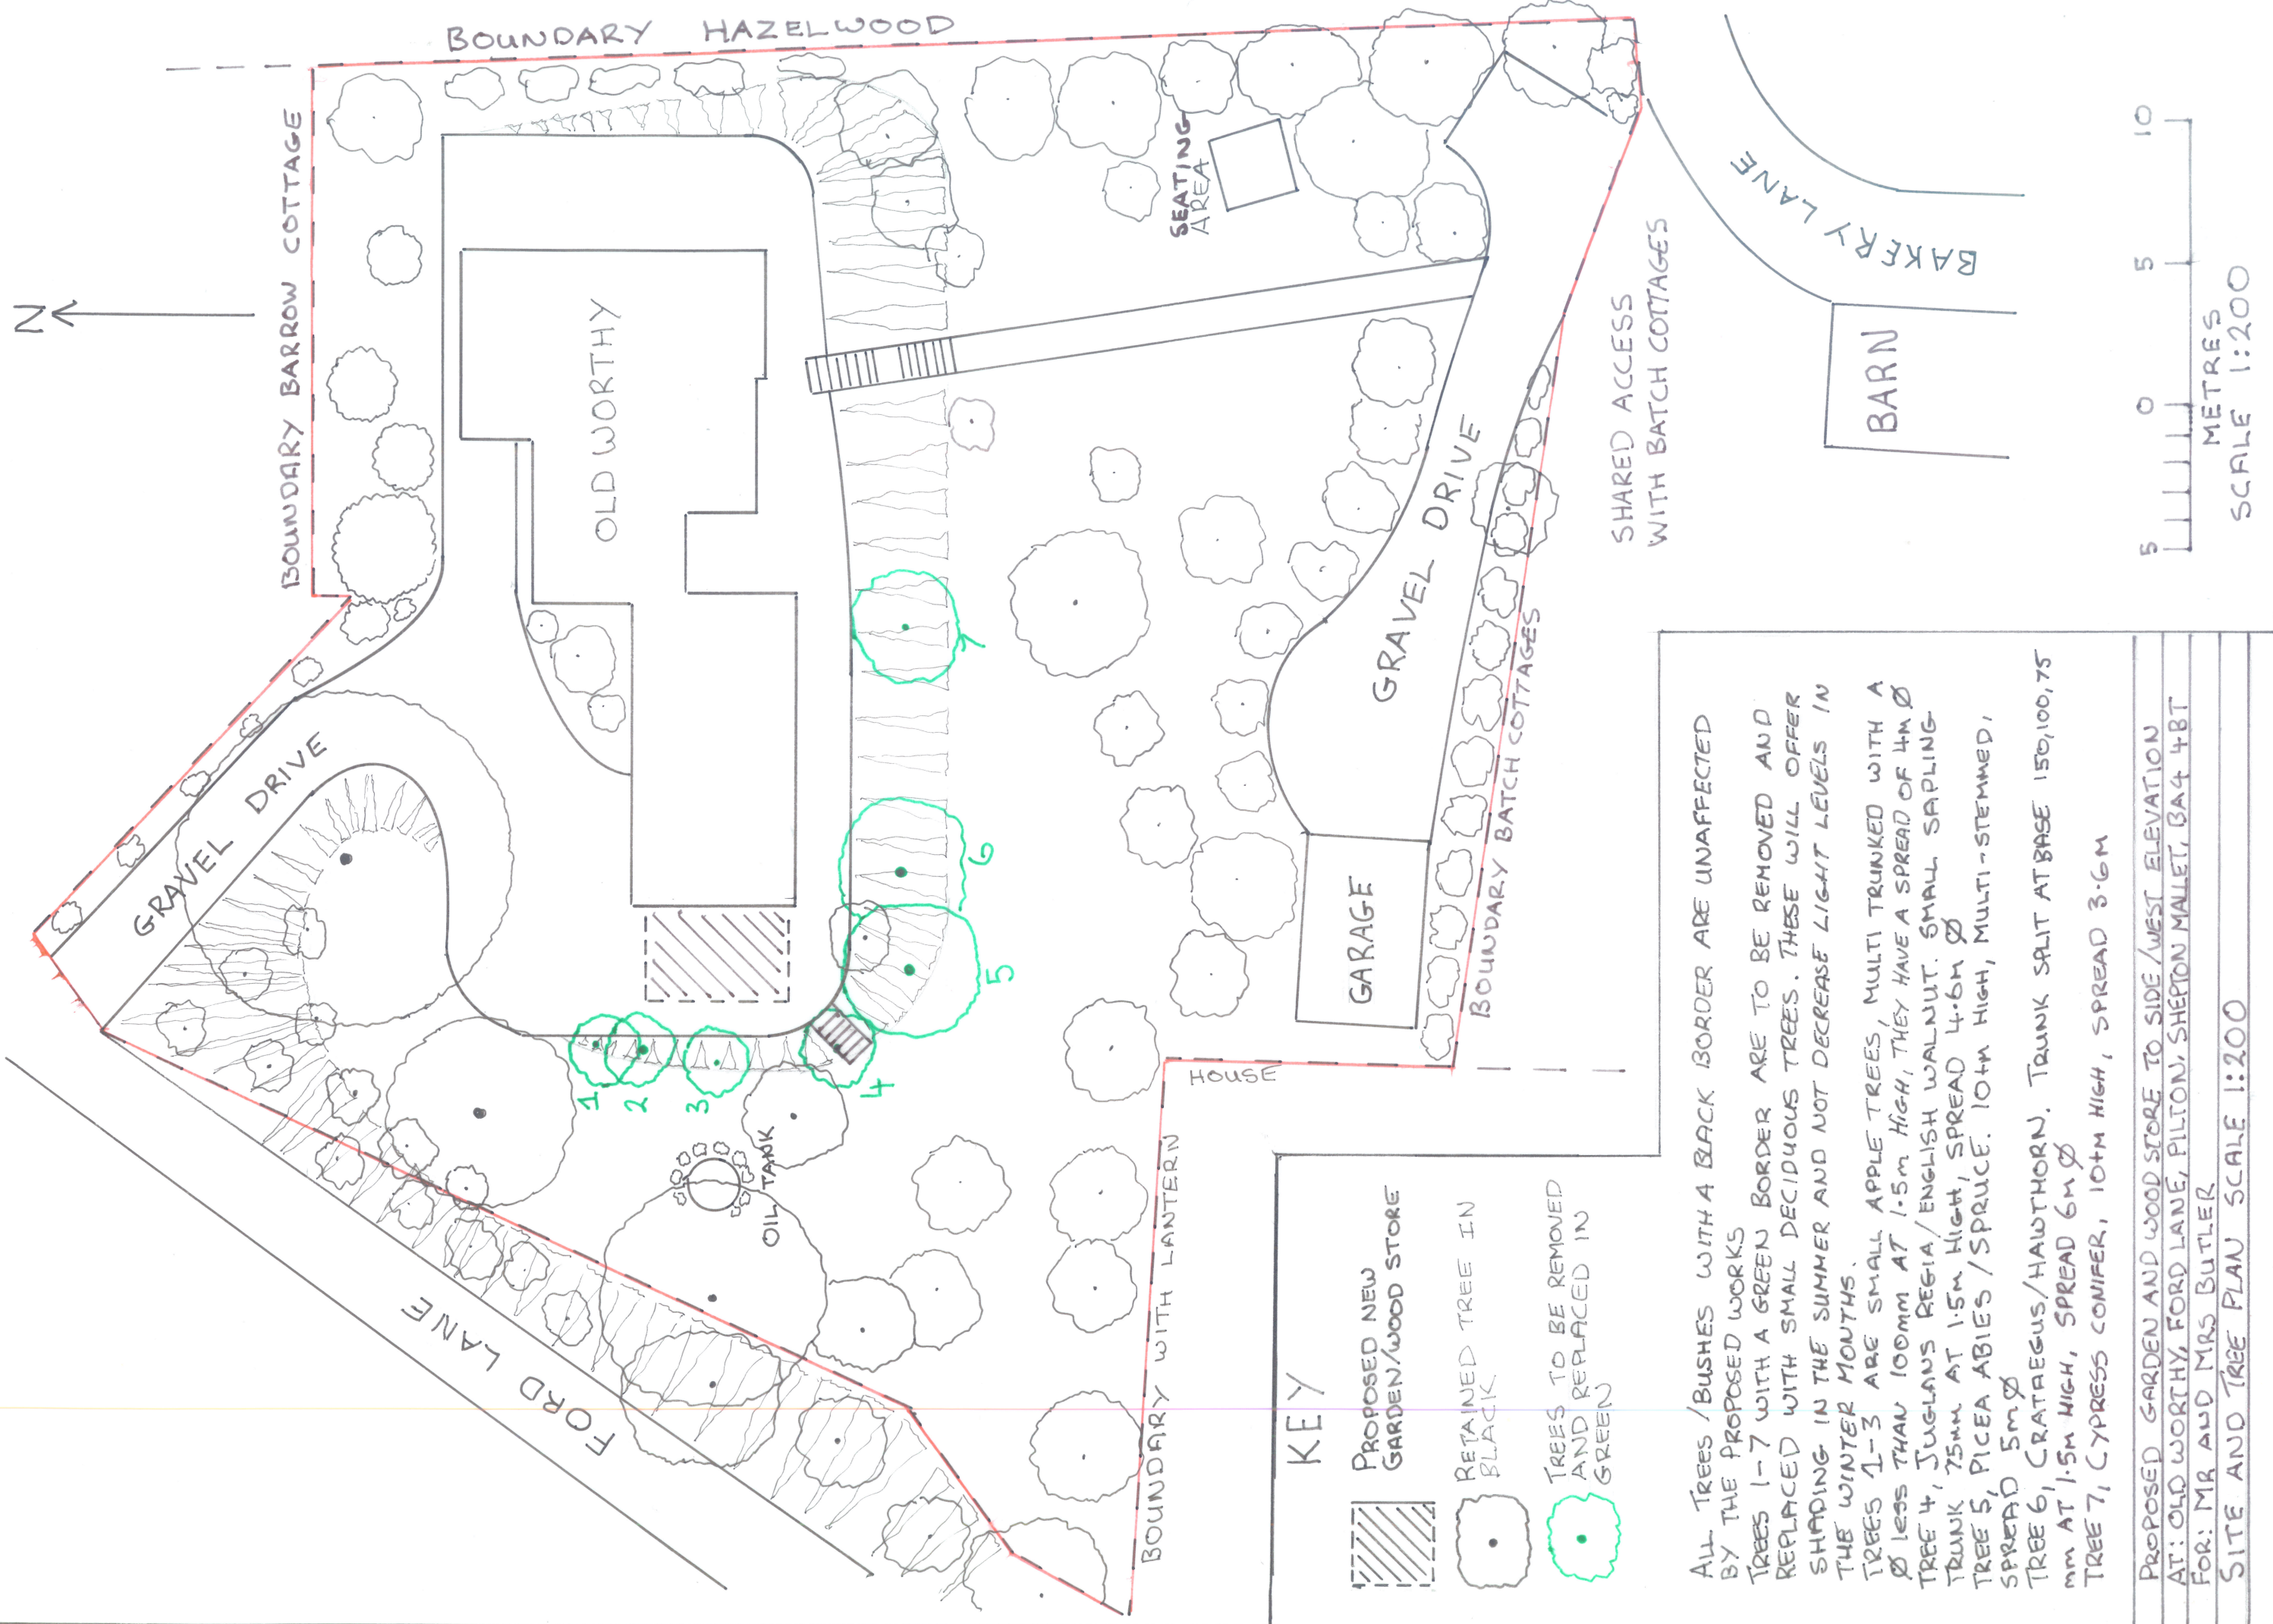 BOUNDARY HAZELWOOD
BOUNDARY BARROW COTTAGE
N
OLD WORTHY
SEATING
AREA
GRAVEL DRIVE
GRAVEL DRIVE
SHARED ACCESS
WITH BATCH COTTAGES
BAKERY LANE
BARN
5 0 5 10
METRES
SCALE 1:200
1
2
3
4
5
6
7
OIL TANK
GARAGE
BOUNDARY BATCH COTTAGES
HOUSE
BOUNDARY WITH LANTERN
FORD LANE
KEY
PROPOSED NEW
GARDEN/WOOD STORE
RETAINED TREE IN
BLACK
TREES TO BE REMOVED
AND REPLACED IN
GREEN
ALL TREES/BUSHES WITH A BLACK BORDER ARE UNAFFECTED
BY THE PROPOSED WORKS
TREES 1-7 WITH A GREEN BORDER ARE TO BE REMOVED AND
REPLACED WITH SMALL DECIDUOUS TREES. THESE WILL OFFER
SHADING IN THE SUMMER AND NOT DECREASE LIGHT LEVELS IN
THE WINTER MONTHS.
TREES 1-3 ARE SMALL APPLE TREES, MULTI TRUNKED WITH A
Ø less THAN 100mm AT 1.5m HIGH, THEY HAVE A SPREAD OF 4m Ø
TREE 4, JUGLANS REGIA/ENGLISH WALNUT. SMALL SAPLING
TRUNK 75mm AT 1.5m HIGH, SPREAD 4.6m Ø
TREE 5, PICEA ABIES/SPRUCE. 10+m HIGH, MULTI-STEMMED,
SPREAD 5m Ø
TREE 6, CRATAEGUS/HAWTHORN. TRUNK SPLIT AT BASE 150,100,75
mm AT 1.5M HIGH, SPREAD 6m Ø
TREE 7, CYPRESS CONIFER, 10+M HIGH, SPREAD 3.6M
PROPOSED GARDEN AND WOOD STORE TO SIDE/WEST ELEVATION
AT: OLD WORTHY, FORD LANE, PILTON, SHEPTON MALLET, BA4 4BT
FOR: MR AND MRS BUTLER
SITE AND TREE PLAN SCALE 1:200